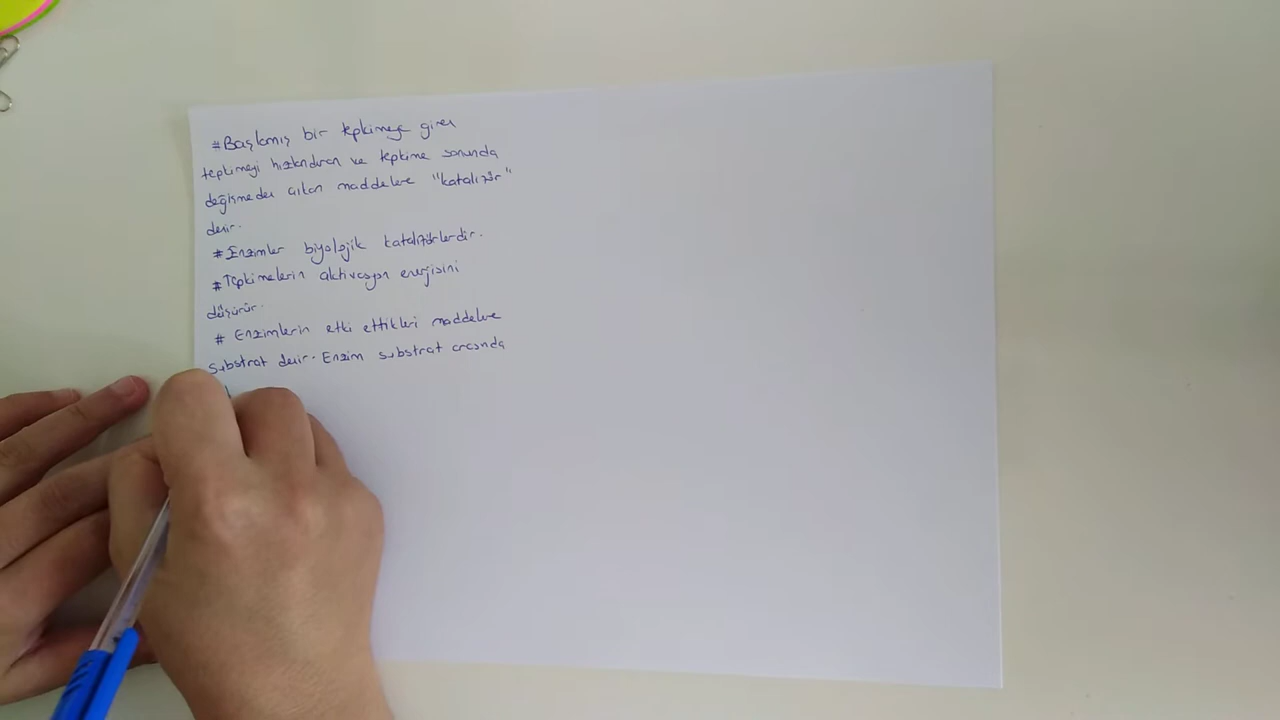 #Başlamış bir tepkimeye giren
tepkimeyi hızlandıran ve tepkime sonunda
değişmeden çıkan maddelere "katalizör"
denir.
#Enzimler biyolojik katalizörlerdir.
#Tepkimelerin aktivasyon enerjisini
düşürür.
# Enzimlerin etki ettikleri maddelere
substrat denir. Enzim substrat arasında